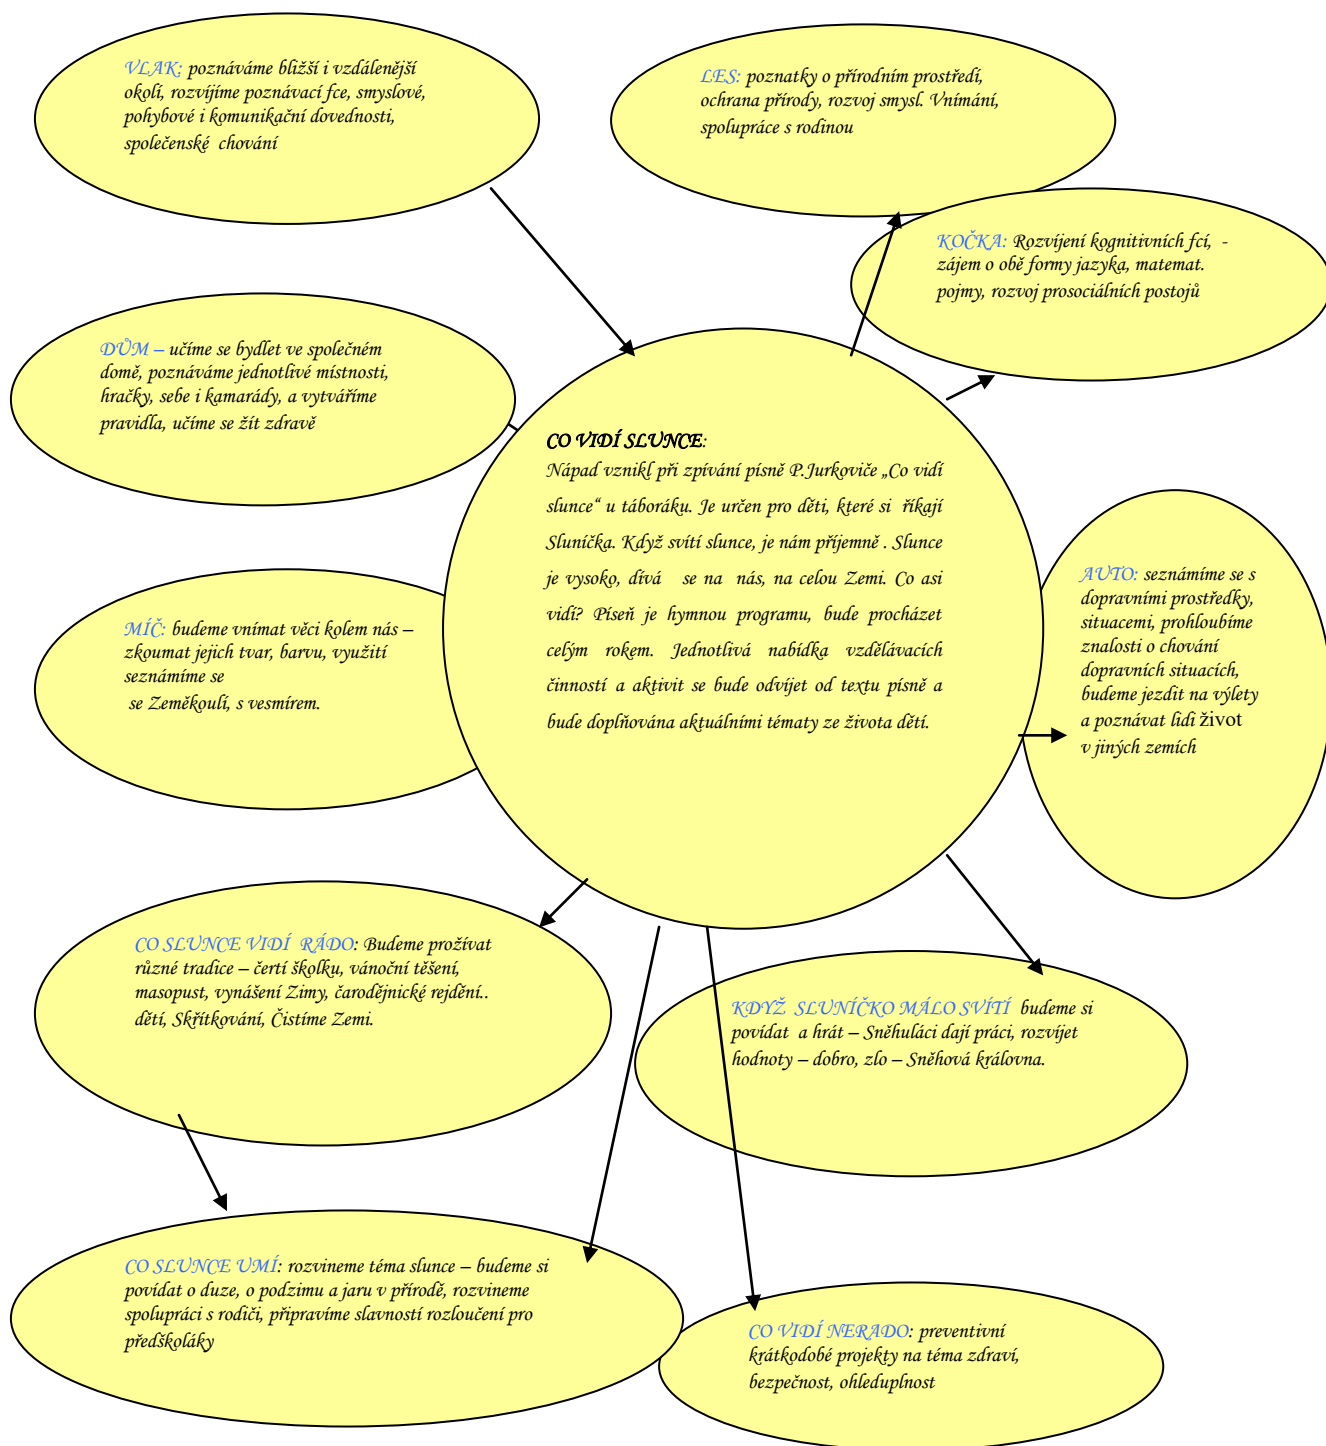 VLAK: poznáváme bližší i vzdálenější
okolí, rozvíjíme poznávací fce, smyslové,
pohybové i komunikační dovednosti,
společenské chování
LES: poznatky o přírodním prostředí,
ochrana přírody, rozvoj smysl. Vnímání,
spolupráce s rodinou
KOČKA: Rozvíjení kognitivních fcí, -
zájem o obě formy jazyka, matemat.
pojmy, rozvoj prosociálních postojů
DŮM – učíme se bydlet ve společném
domě, poznáváme jednotlivé místnosti,
hračky, sebe i kamarády, a vytváříme
pravidla, učíme se žít zdravě
CO VIDÍ SLUNCE:
Nápad vznikl při zpívání písně P.Jurkoviče „Co vidí
slunce“ u táboráku. Je určen pro děti, které si říkají
Sluníčka. Když svítí slunce, je nám příjemně . Slunce
je vysoko, dívá se na nás, na celou Zemi. Co asi
vidí? Píseň je hymnou programu, bude procházet
celým rokem. Jednotlivá nabídka vzdělávacích
činností a aktivit se bude odvíjet od textu písně a
bude doplňována aktuálními tématy ze života dětí.
MÍČ: budeme vnímat věci kolem nás –
zkoumat jejich tvar, barvu, využití
seznámíme se
se Zeměkoulí, s vesmírem.
AUTO: seznámíme se s
dopravními prostředky,
situacemi, prohloubíme
znalosti o chování
dopravních situacích,
budeme jezdit na výlety
a poznávat lidi život
v jiných zemích
CO SLUNCE VIDÍ RÁDO: Budeme prožívat
různé tradice – čertí školku, vánoční těšení,
masopust, vynášení Zimy, čarodějnické rejdění..
dětí, Skřítkování, Čistíme Zemi.
KDYŽ SLUNÍČKO MÁLO SVÍTÍ budeme si
povídat a hrát – Sněhuláci dají práci, rozvíjet
hodnoty – dobro, zlo – Sněhová královna.
CO SLUNCE UMÍ: rozvineme téma slunce – budeme si
povídat o duze, o podzimu a jaru v přírodě, rozvineme
spolupráci s rodiči, připravíme slavností rozloučení pro
předškoláky
CO VIDÍ NERADO: preventivní
krátkodobé projekty na téma zdraví,
bezpečnost, ohleduplnost